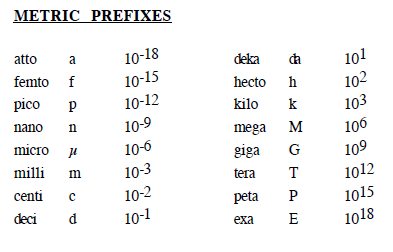 METRIC PREFIXES
atto a 10-18 deka da 101
femto f 10-15 hecto h 102
pico p 10-12 kilo k 103
nano n 10-9 mega M 106
micro μ 10-6 giga G 109
milli m 10-3 tera T 1012
centi c 10-2 peta P 1015
deci d 10-1 exa E 1018